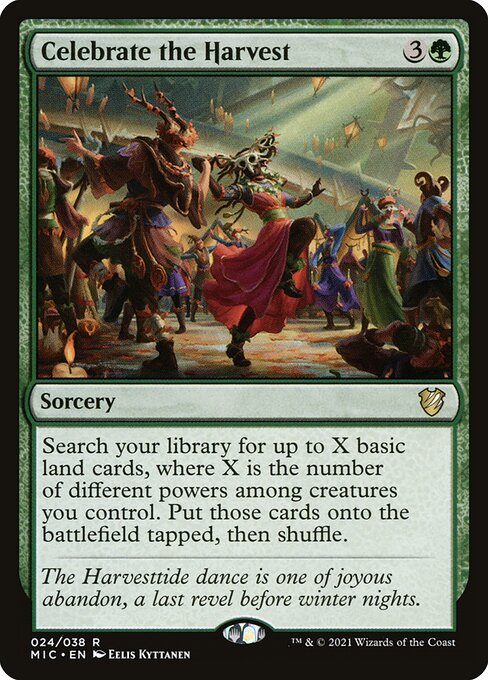 Celebrate the Harvest 3
Sorcery
Search your library for up to X basic
land cards, where X is the number
of different powers among creatures
you control. Put those cards onto the
battlefield tapped, then shuffle.
The Harvesttide dance is one of joyous
abandon, a last revel before winter nights.
024/038 R
MIC • EN EELIS KYTTANEN
™ & © 2021 Wizards of the Coast